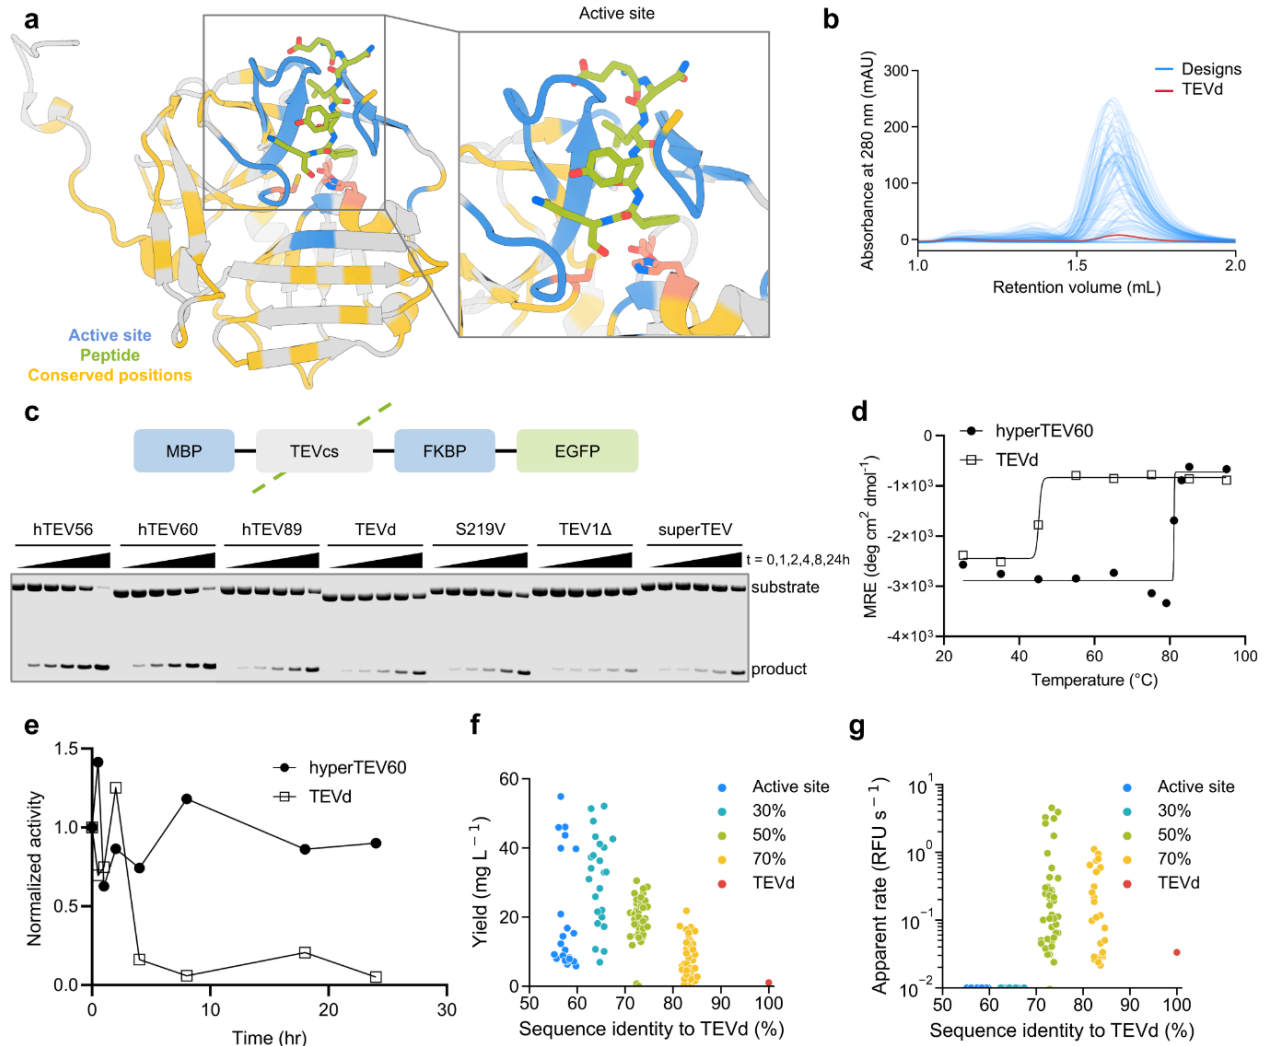 a
Active site
Active site
Peptide
Conserved positions
b
Absorbance at 280 nm (mAU)
300
200
100
0
1.0
1.5
2.0
Retention volume (mL)
Designs
TEVd
c
MBP
TEVcs
FKBP
EGFP
hTEV56
hTEV60
hTEV89
TEVd
S219V
TEV1Δ
superTEV
t = 0,1,2,4,8,24h
substrate
product
d
hyperTEV60
TEVd
MRE (deg cm² dmol⁻¹)
0
-1×10³
-2×10³
-3×10³
-4×10³
20
40
60
80
100
Temperature (°C)
e
Normalized activity
1.5
1.0
0.5
0.0
0
10
20
30
Time (hr)
hyperTEV60
TEVd
f
Yield (mg L⁻¹)
60
40
20
0
50
60
70
80
90
100
Sequence identity to TEVd (%)
Active site
30%
50%
70%
TEVd
g
Apparent rate (RFU s⁻¹)
10¹
10⁰
10⁻¹
10⁻²
50
60
70
80
90
100
Sequence identity to TEVd (%)
Active site
30%
50%
70%
TEVd